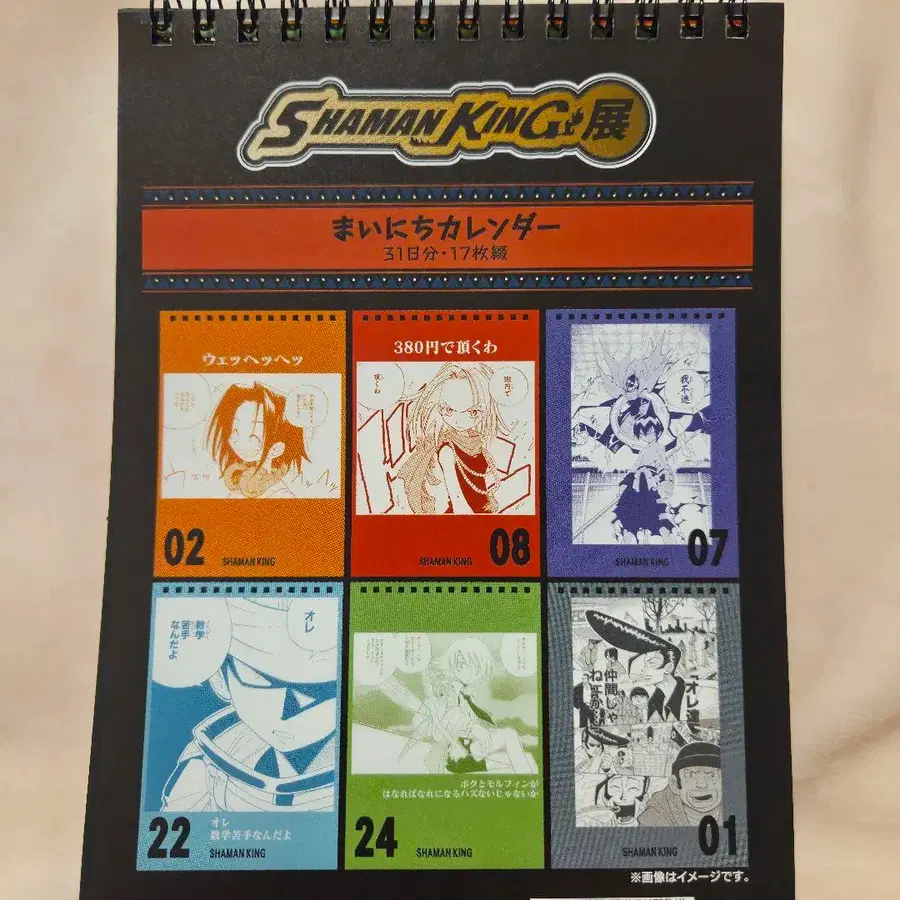 SHAMAN KING展
まいにちカレンダー
31日分・17枚綴
ウェッヘッヘッ
02
SHAMAN KING
380円で頂くわ
380円で
頂くわ
SHAMAN KING
08
我不迷
SHAMAN KING
07
オレ
数学
苦手
なんだよ
オレ
数学苦手なんだよ
22
SHAMAN KING
ボクとモルフィンが
はなればなれになるハズないじゃないか
24
SHAMAN KING
「オレ達
仲間じゃ
ねーか…
SHAMAN KING
01
※画像はイメージです。